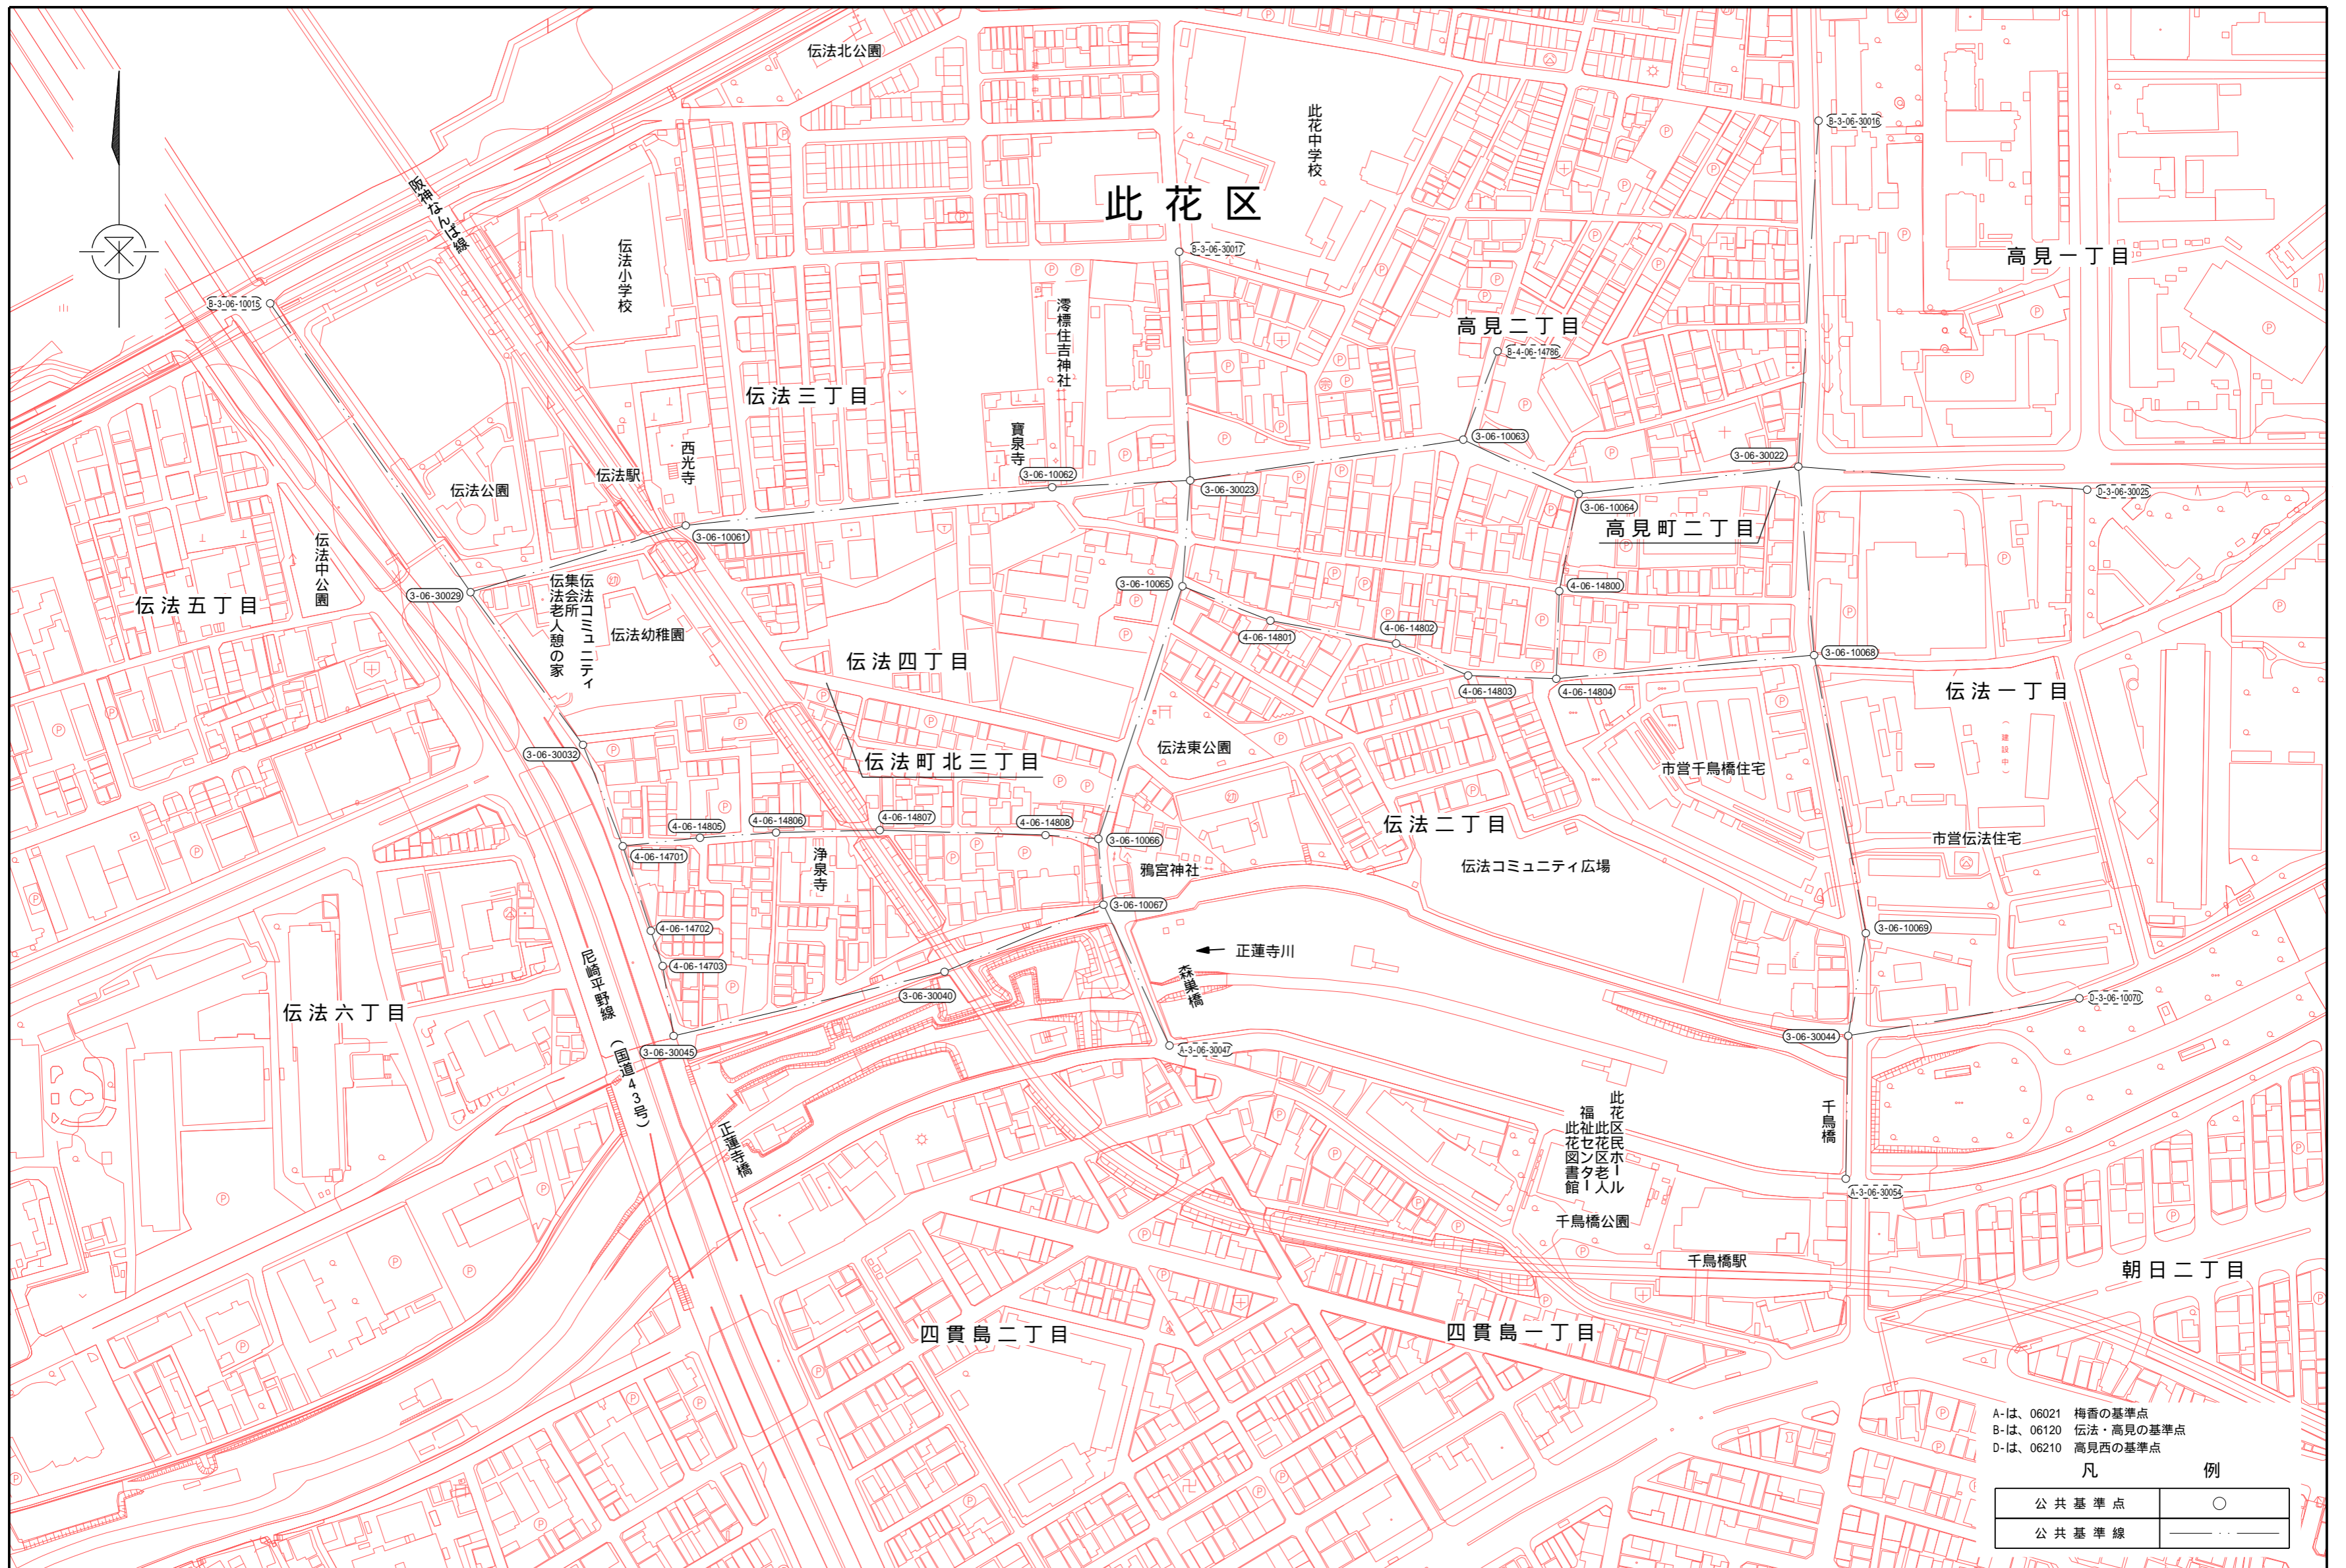 伝法北公園
此花中学校
B-3-06-30016
阪神なんば線
此花区
伝法小学校
B-3-06-30017
高見一丁目
B-3-06-10015
澪標住吉神社
高見二丁目
B-4-06-14786
伝法三丁目
寶泉寺
西光寺
3-06-10063
3-06-30022
伝法駅
3-06-10062
伝法公園
3-06-30023
D-3-06-30025
3-06-10064
高見町二丁目
3-06-10061
伝法中公園
3-06-10065
4-06-14800
3-06-30029
伝法五丁目
伝法コミュニティ
集会所
伝法老人憩の家
伝法幼稚園
4-06-14801
4-06-14802
3-06-10068
伝法四丁目
4-06-14803
4-06-14804
伝法一丁目
(建設中)
3-06-30032
伝法東公園
伝法町北三丁目
市営千鳥橋住宅
4-06-14805
4-06-14806
4-06-14807
4-06-14808
伝法二丁目
3-06-10066
市営伝法住宅
4-06-14701
浄泉寺
鴉宮神社
伝法コミュニティ広場
3-06-10067
4-06-14702
3-06-10069
正蓮寺川
4-06-14703
森巣橋
3-06-30040
D-3-06-10070
伝法六丁目
尼崎平野線(国道43号)
3-06-30044
3-06-30045
A-3-06-30047
千鳥橋
此花区民ホール
此花区老人
福祉センター
此花図書館
正蓮寺橋
A-3-06-30054
千鳥橋公園
千鳥橋駅
朝日二丁目
四貫島二丁目
四貫島一丁目
A-は、06021 梅香の基準点
B-は、06120 伝法・高見の基準点
D-は、06210 高見西の基準点
凡例
公共基準点
公共基準線